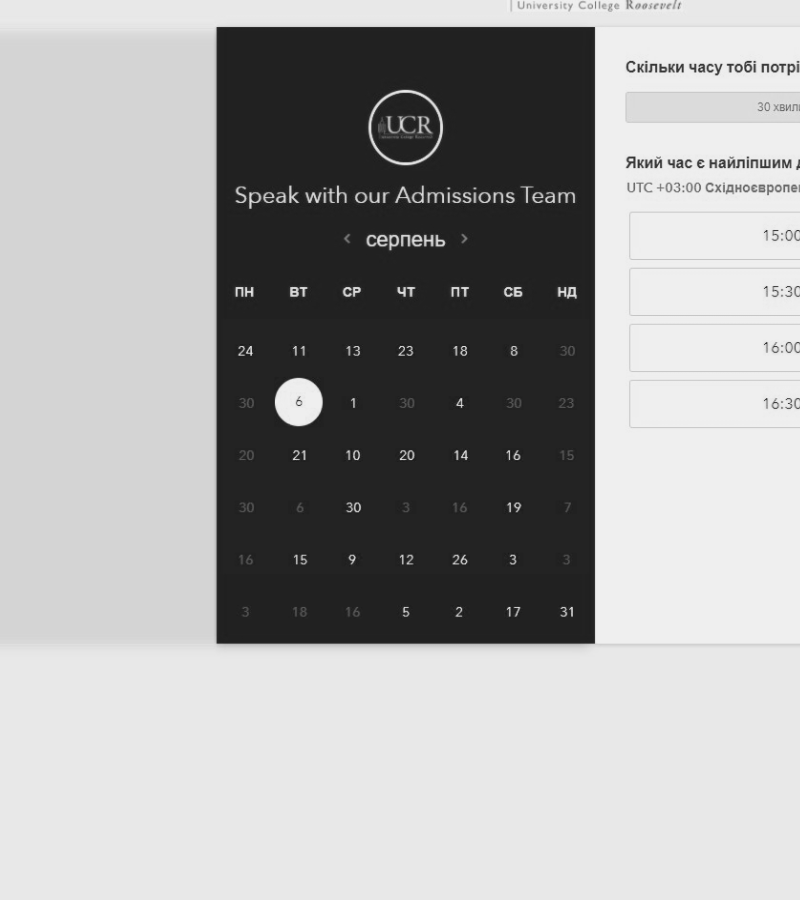 | University College Roosevelt
UCR
Speak with our Admissions Team
‹ серпень ›
ПН ВТ СР ЧТ ПТ СБ НД
24 11 13 23 18 8 30
30 6 1 30 4 30 23
20 21 10 20 14 16 15
30 6 30 3 16 19 7
16 15 9 12 26 3 3
3 18 16 5 2 17 31
Скільки часу тобі потрі
30 хвил
Який час є найліпшим д
UTC +03:00 Східноєвропе
15:00
15:30
16:00
16:30